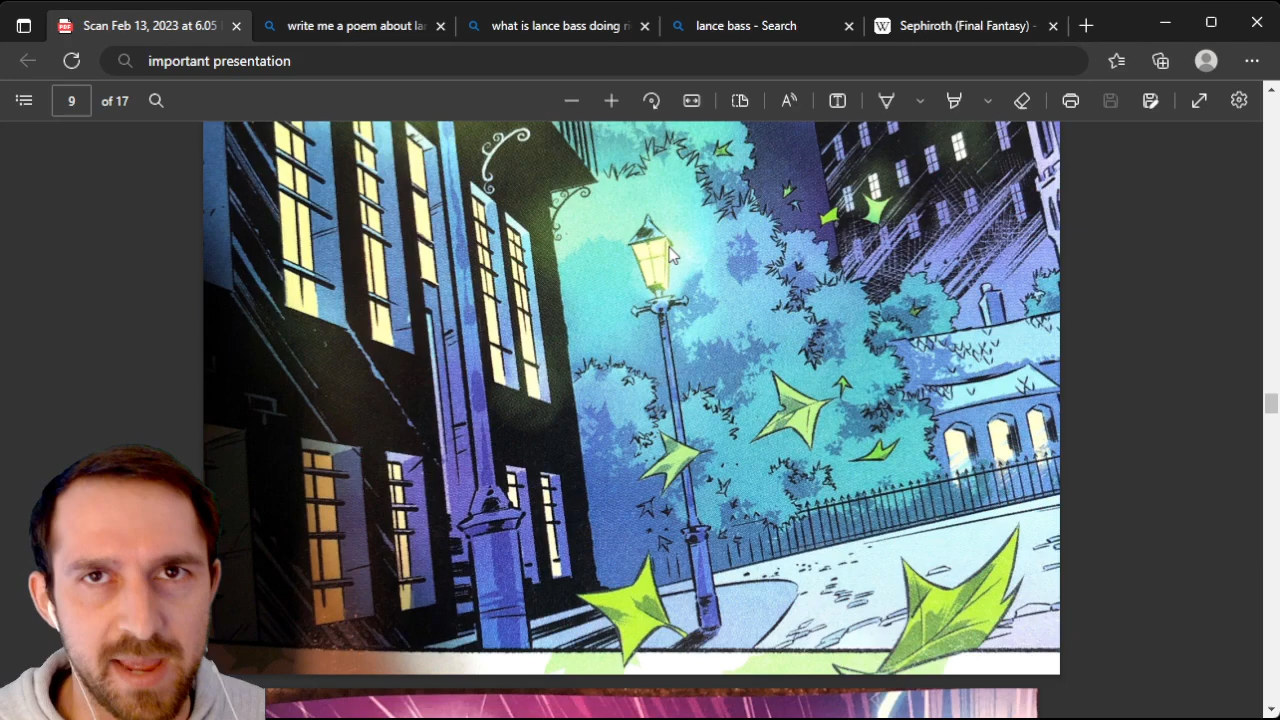 Scan Feb 13, 2023 at 6.05
write me a poem about la
what is lance bass doing ri
lance bass - Search
W
Sephiroth (Final Fantasy) -
important presentation
9
of 17